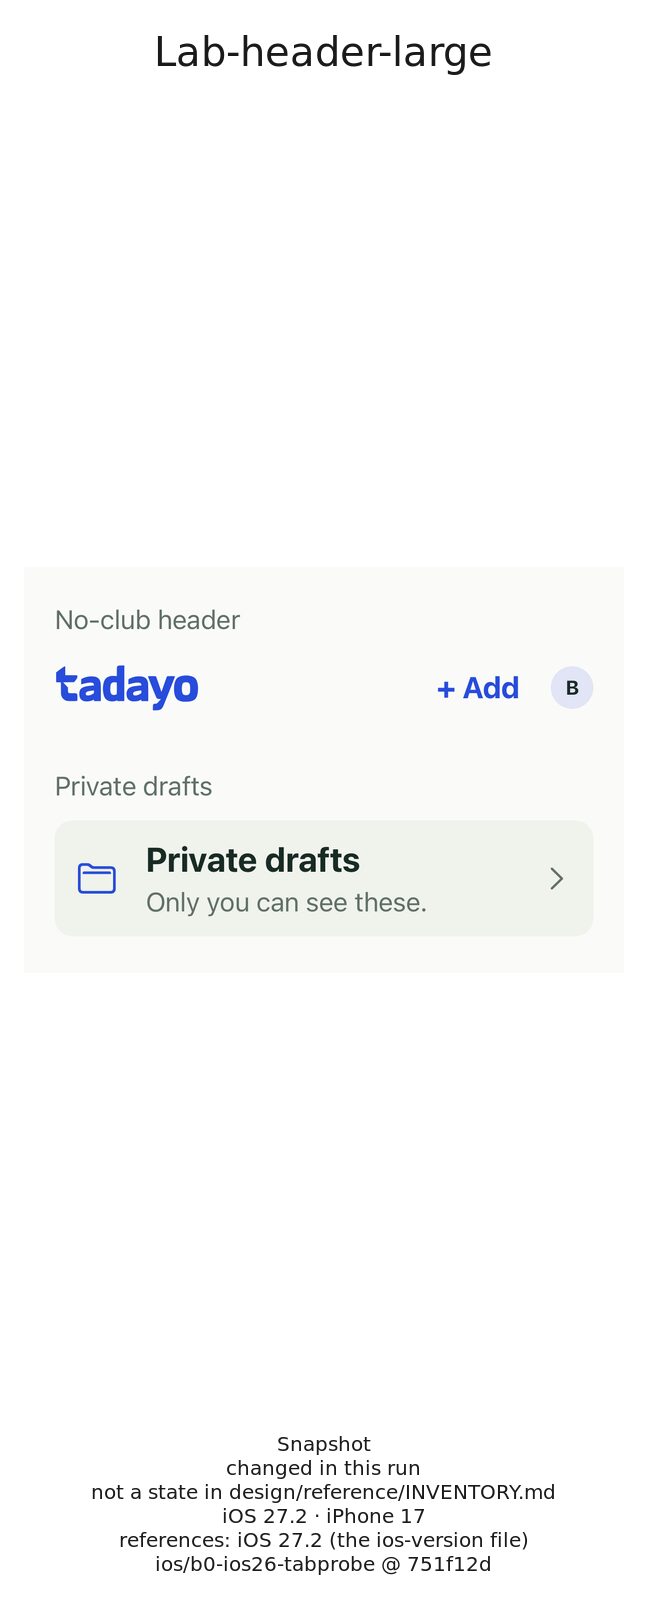 Lab-header-large
No-club header
tadayo
+ Add
B
Private drafts
Private drafts
Only you can see these.
Snapshot
changed in this run
not a state in design/reference/INVENTORY.md
iOS 27.2 · iPhone 17
references: iOS 27.2 (the ios-version file)
ios/b0-ios26-tabprobe @ 751f12d